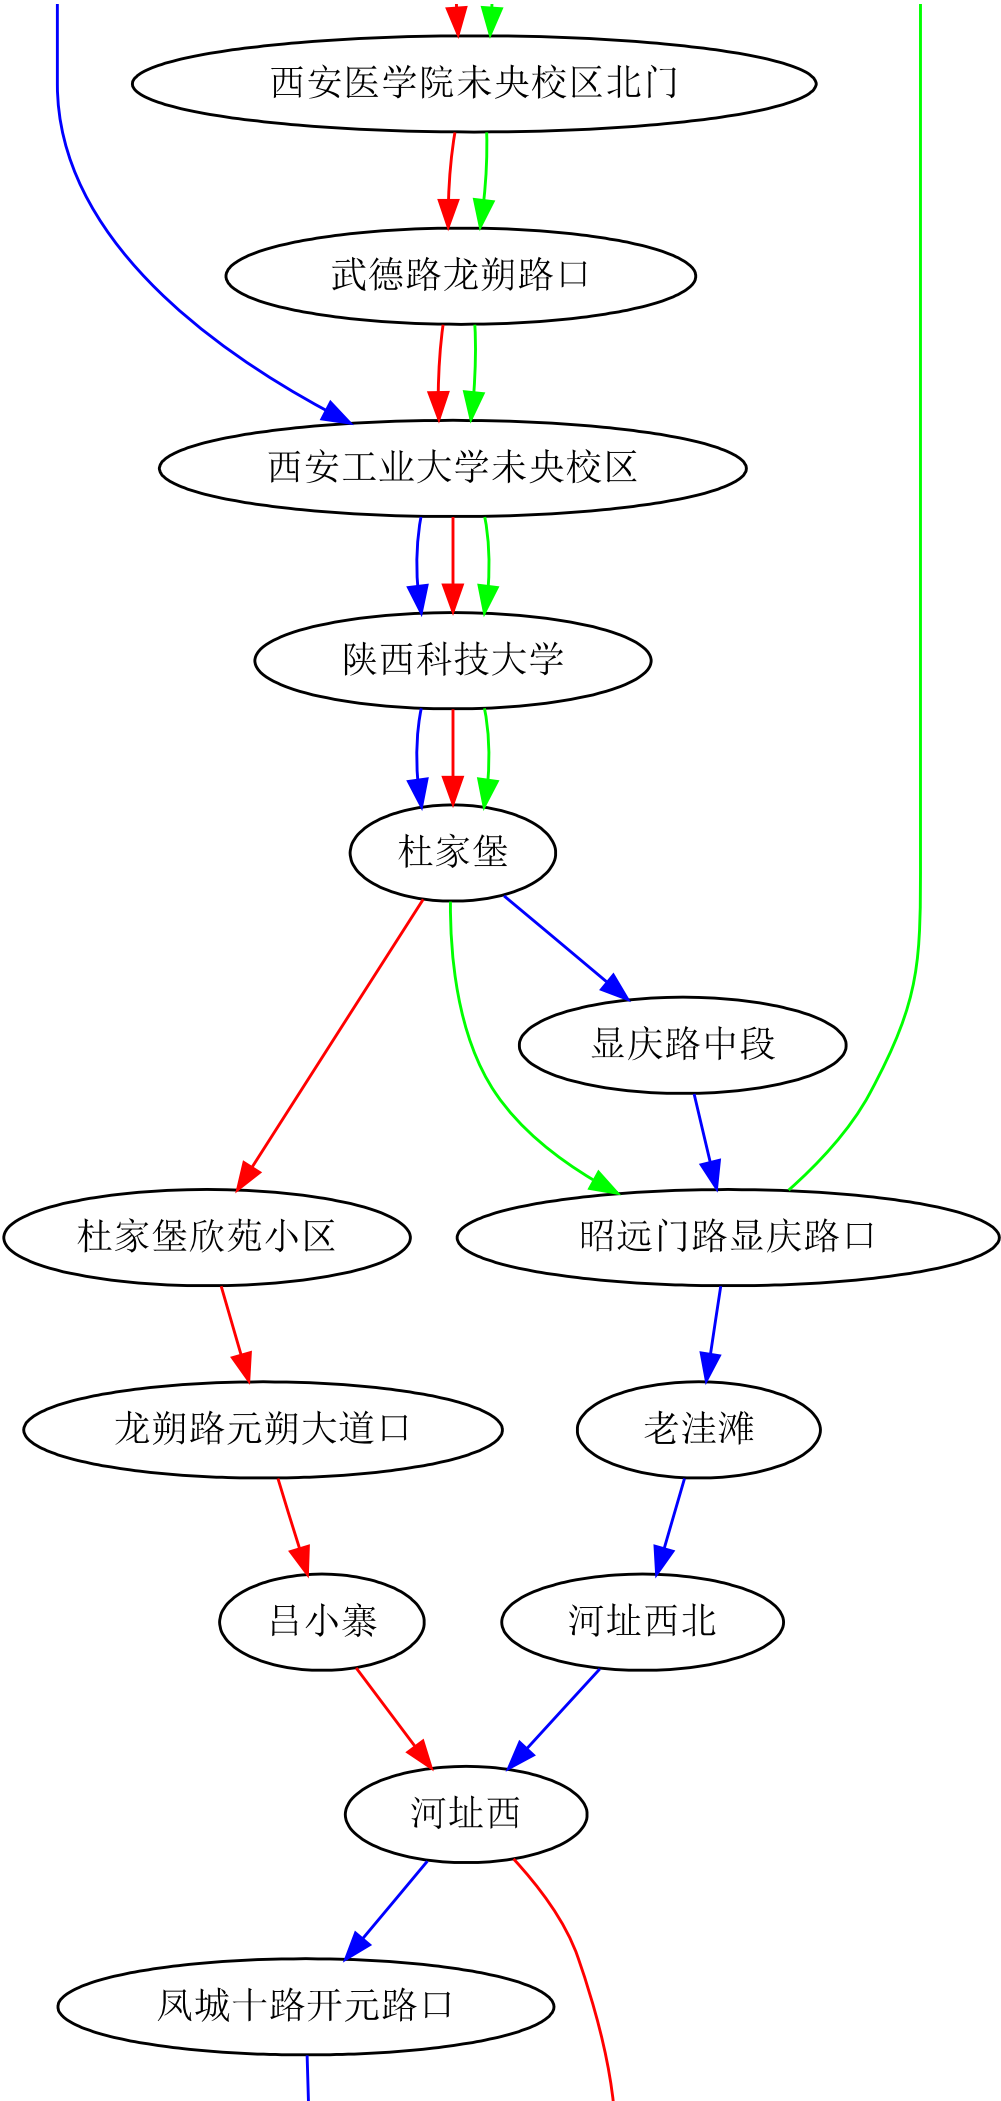 西安医学院未央校区北门
武德路龙朔路口
西安工业大学未央校区
陕西科技大学
杜家堡
显庆路中段
杜家堡欣苑小区
昭远门路显庆路口
龙朔路元朔大道口
老洼滩
吕小寨
河址西北
河址西
凤城十路开元路口